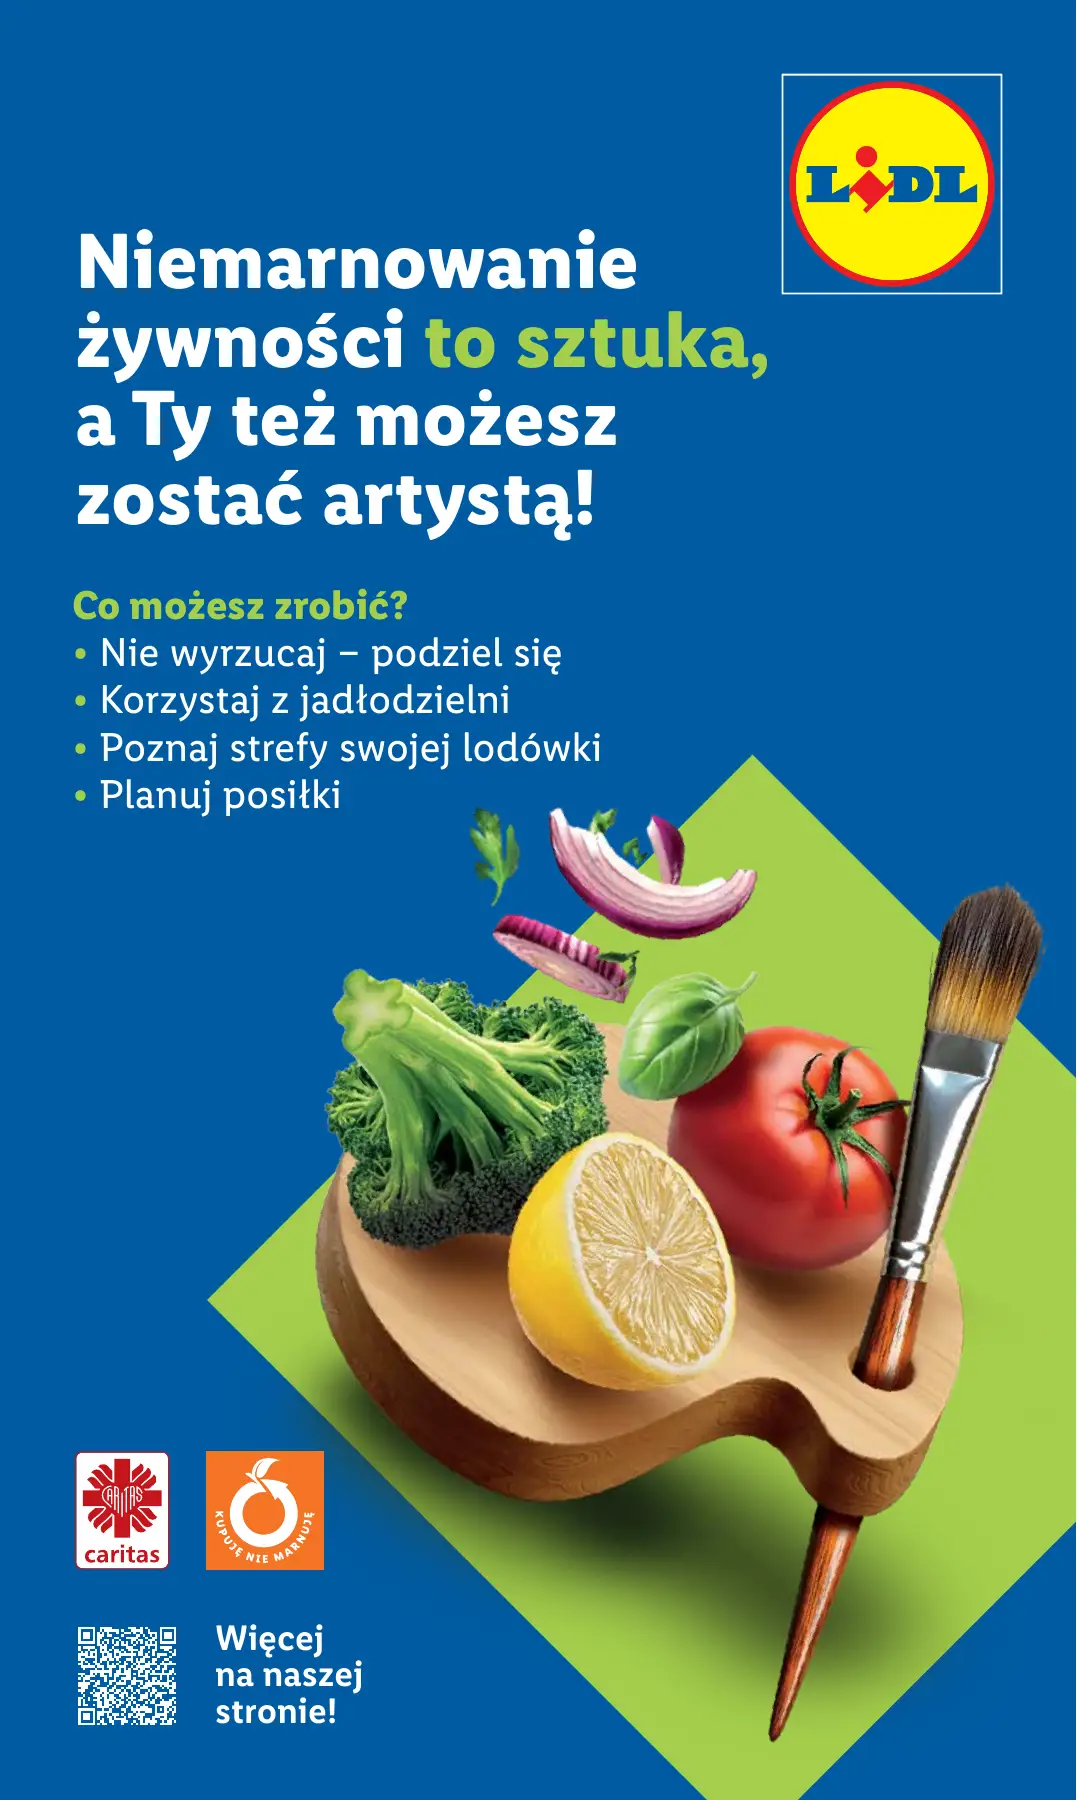 LIDL
Niemarnowanie
żywności to sztuka,
a Ty też możesz
zostać artystą!
Co możesz zrobić?
• Nie wyrzucaj – podziel się
• Korzystaj z jadłodzielni
• Poznaj strefy swojej lodówki
• Planuj posiłki
CARITAS
caritas
KUPUJĘ NIE MARNUJĘ
Więcej
na naszej
stronie!